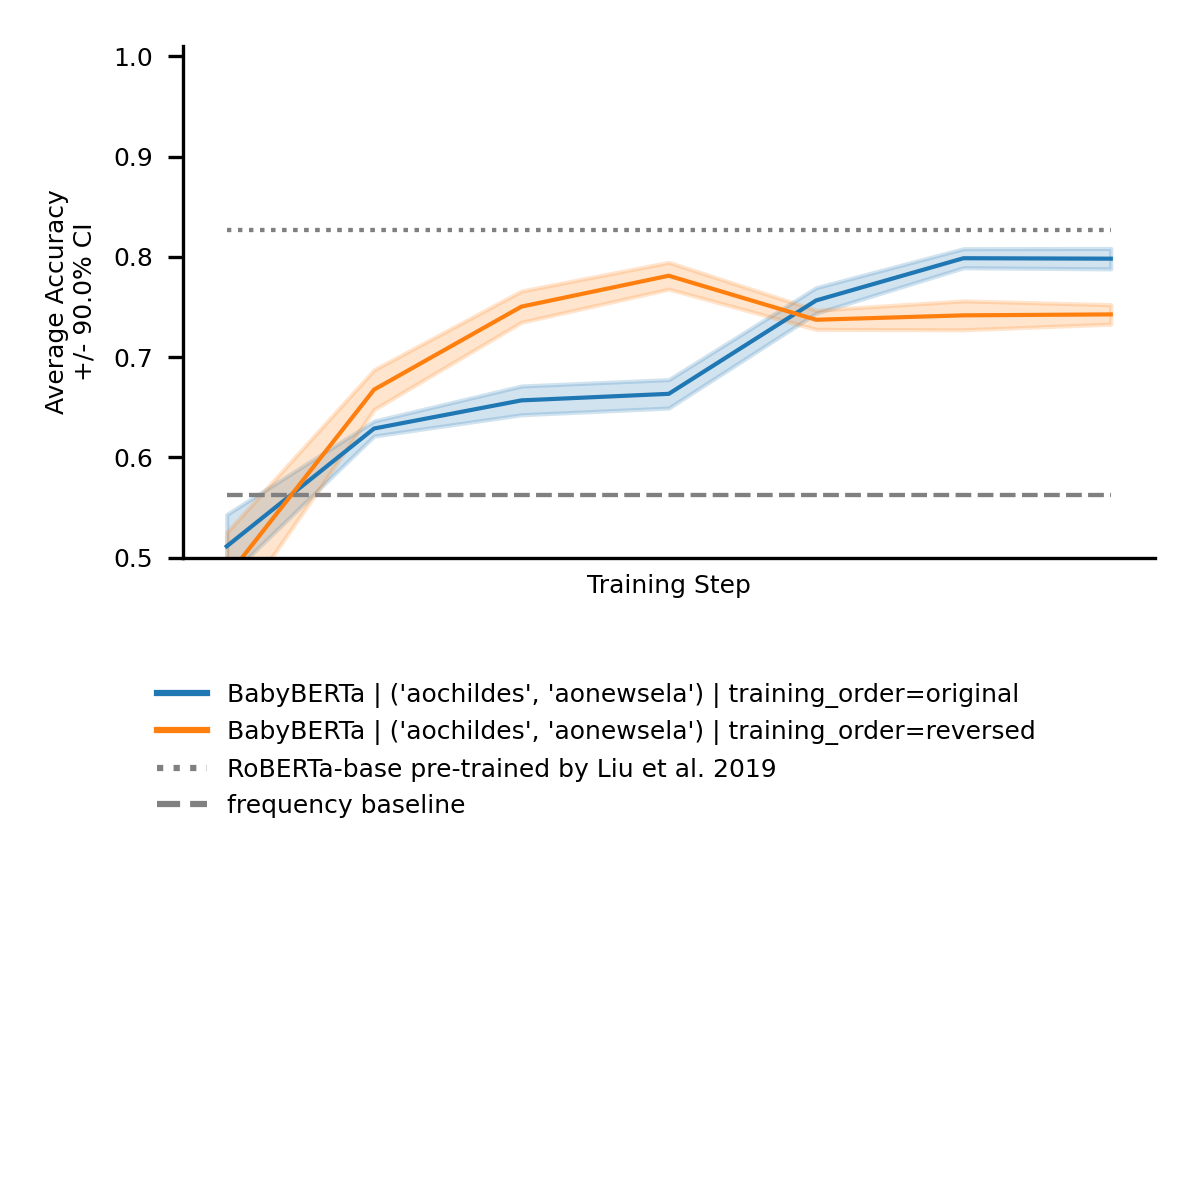 1.0
0.9
0.8
0.7
0.6
0.5
Average Accuracy
+/- 90.0% CI
Training Step
BabyBERTa | ('aochildes', 'aonewsela') | training_order=original
BabyBERTa | ('aochildes', 'aonewsela') | training_order=reversed
RoBERTa-base pre-trained by Liu et al. 2019
frequency baseline